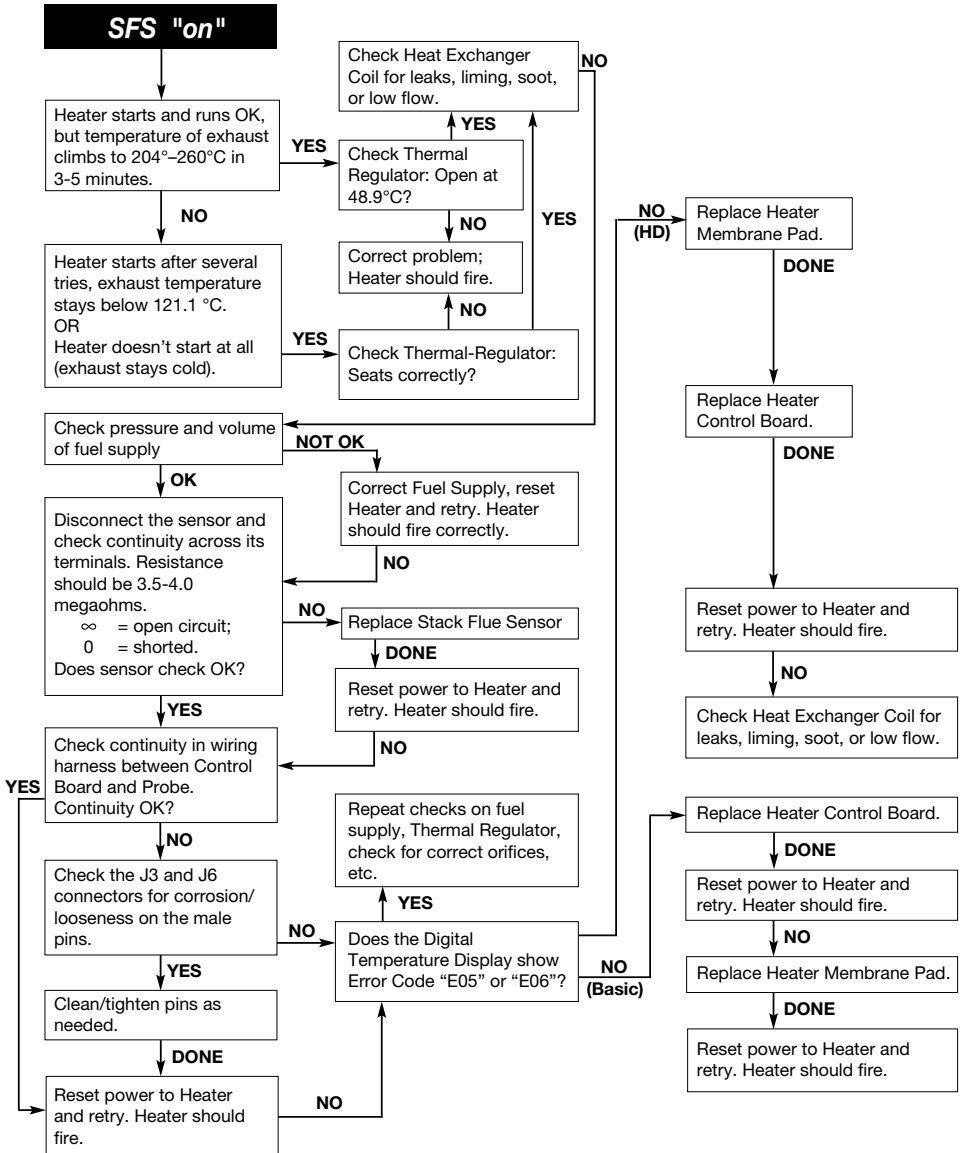 SFS "on"
Heater starts and runs OK,
but temperature of exhaust
climbs to 204°–260°C in
3-5 minutes.
YES
NO
Check Heat Exchanger
Coil for leaks, liming, soot,
or low flow.
NO
YES
Check Thermal
Regulator: Open at
48.9°C?
NO
YES
Correct problem;
Heater should fire.
NO
Heater starts after several
tries, exhaust temperature
stays below 121.1 °C.
OR
Heater doesn't start at all
(exhaust stays cold).
YES
Check Thermal-Regulator:
Seats correctly?
Check pressure and volume
of fuel supply
NOT OK
OK
Correct Fuel Supply, reset
Heater and retry. Heater
should fire correctly.
NO
Disconnect the sensor and
check continuity across its
terminals. Resistance
should be 3.5-4.0
megaohms.
∞ = open circuit;
0 = shorted.
Does sensor check OK?
NO
YES
Replace Stack Flue Sensor
DONE
Reset power to Heater and
retry. Heater should fire.
NO
Check continuity in wiring
harness between Control
Board and Probe.
Continuity OK?
YES
NO
Check the J3 and J6
connectors for corrosion/
looseness on the male
pins.
NO
YES
Clean/tighten pins as
needed.
DONE
Reset power to Heater
and retry. Heater should
fire.
NO
Repeat checks on fuel
supply, Thermal Regulator,
check for correct orifices,
etc.
YES
Does the Digital
Temperature Display show
Error Code “E05” or “E06”?
NO
(HD)
NO
(Basic)
Replace Heater
Membrane Pad.
DONE
Replace Heater
Control Board.
DONE
Reset power to Heater and
retry. Heater should fire.
NO
Check Heat Exchanger Coil for
leaks, liming, soot, or low flow.
Replace Heater Control Board.
DONE
Reset power to Heater and
retry. Heater should fire.
NO
Replace Heater Membrane Pad.
DONE
Reset power to Heater and
retry. Heater should fire.